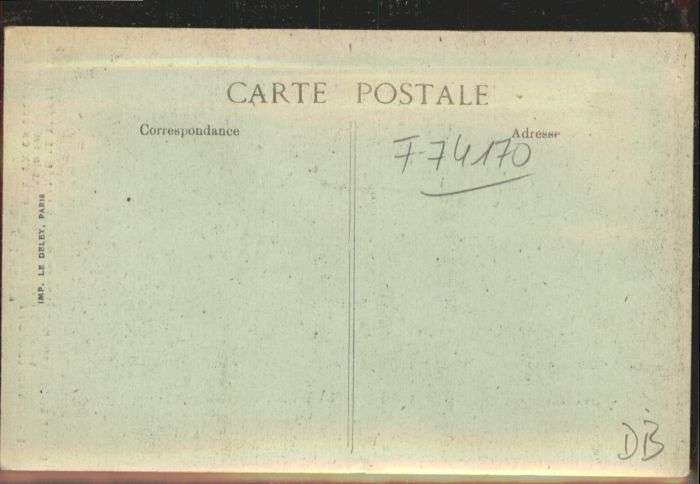 CARTE POSTALE
Correspondance
Adresse
F-74170
IMP. LE DELEY, PARIS
DB